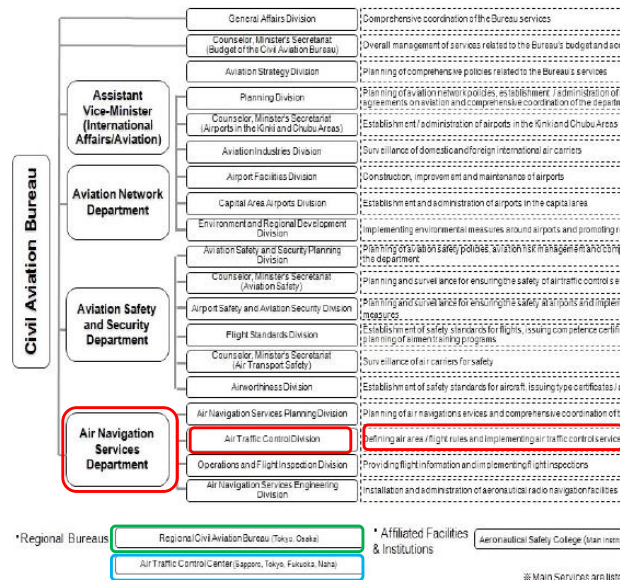 Civil Aviation Bureau
General Affairs Division
Comprehensive coordination of the Bureau services
Counselor, Minister's Secretariat
(Budget of the Civil Aviation Bureau)
Overall management of services related to the Bureau's budget and
Aviation Strategy Division
Planning of comprehensive policies related to the Bureau's services
Assistant
Vice-Minister
(International
Affairs/Aviation)
Planning Division
Planning of aviation network policies, establishment / administration of
agreements on aviation and comprehensive coordination of the
Counselor, Minister's Secretariat
(Airports in the Kinki and Chubu Areas)
Establishment / administration of airports in the Kinki and Chubu Areas
Aviation Industries Division
Surveillance of domestic and foreign international air carriers
Aviation Network
Department
Airport Facilities Division
Construction, improvement and maintenance of airports
Capital Area Airports Division
Establishment and administration of airports in the capital area
Environment and Regional Development
Division
Implementing environmental measures around airports and promoting
Aviation Safety
and Security
Department
Aviation Safety and Security Planning
Division
Planning of aviation safety policies, aviation risk management and
the department
Counselor, Minister's Secretariat
(Aviation Safety)
Planning and surveillance for ensuring the safety of air traffic control
Airport Safety and Aviation Security Division
Planning and surveillance for ensuring the safety at airports and
measures
Flight Standards Division
Establishment of safety standards for flights, issuing competence
planning of airmen training programs
Counselor, Minister's Secretariat
(Air Transport Safety)
Surveillance of air carriers for safety
Airworthiness Division
Establishment of safety standards for aircraft, issuing type certificates /
Air Navigation
Services
Department
Air Navigation Services Planning Division
Planning of air navigation services and comprehensive coordination of
Air Traffic Control Division
Defining air area / flight rules and implementing air traffic control
Operations and Flight Inspection Division
Providing flight information and implementing flight inspections
Air Navigation Services Engineering
Division
Installation and administration of aeronautical radio navigation facilities
*Regional Bureaus
Regional Civil Aviation Bureau (Tokyo, Osaka)
Air Traffic Control Center (Sapporo, Tokyo, Fukuoka, Naha)
* Affiliated Facilities
& Institutions
Aeronautical Safety College (Main
※Main Services are